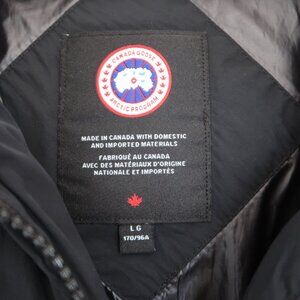 CANADA GOOSE
ARCTIC PROGRAM
MADE IN CANADA WITH DOMESTIC
AND IMPORTED MATERIALS
FABRIQUÉ AU CANADA
AVEC DES MATÉRIAUX D'ORIGINE
NATIONALE ET IMPORTÉS
LG
170/96A